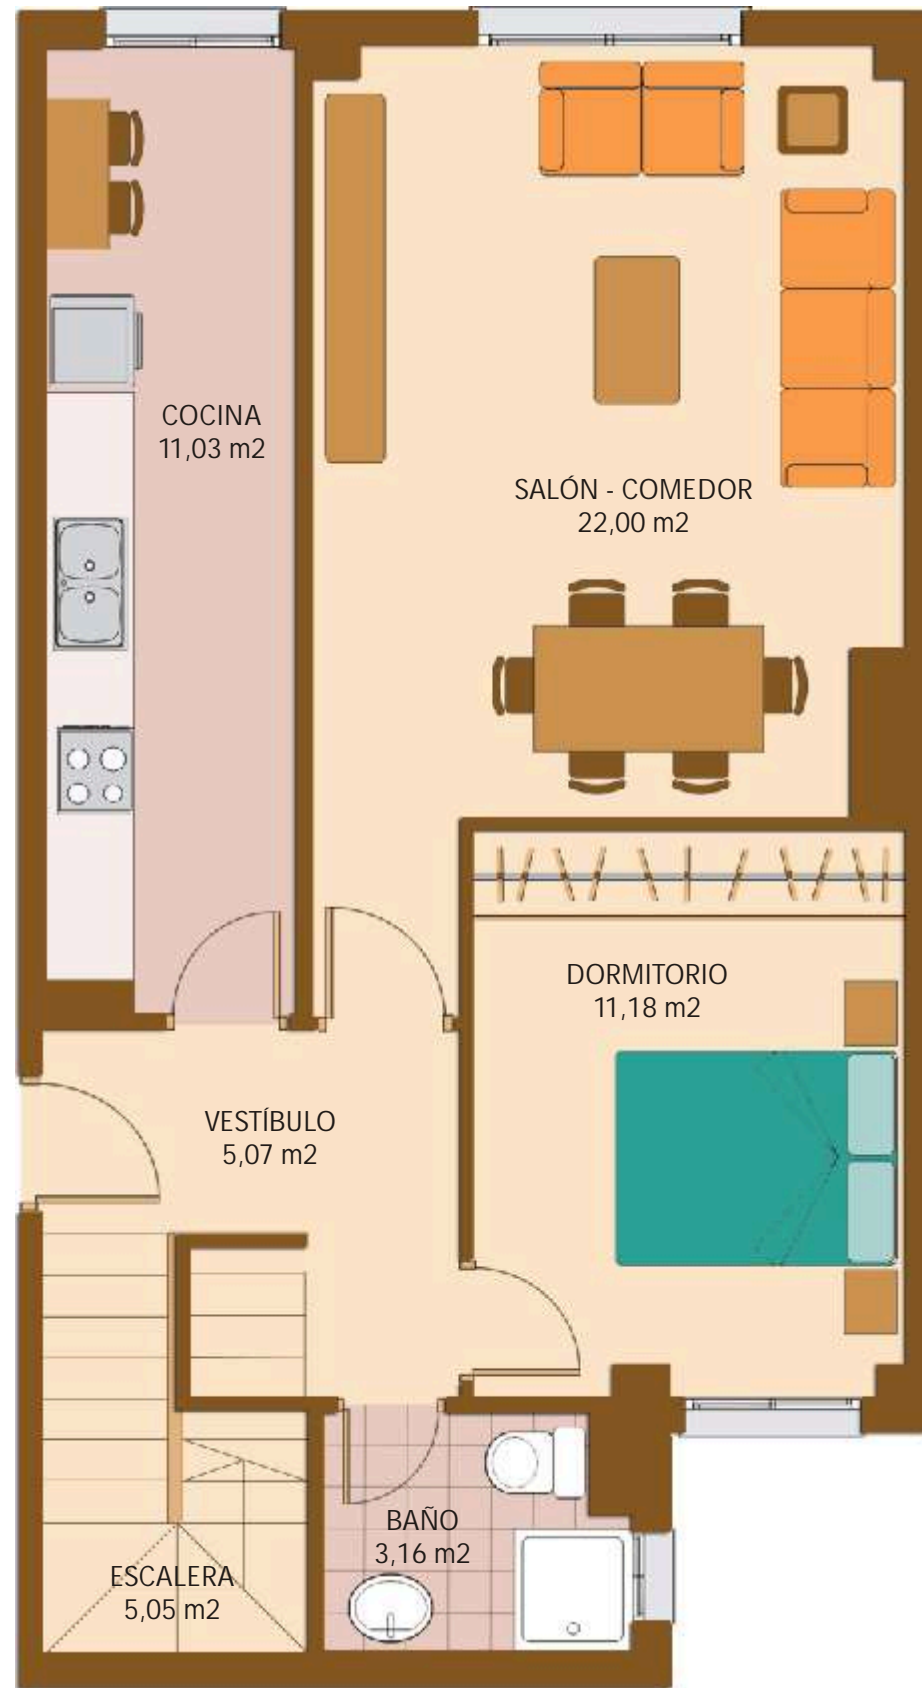 COCINA
11,03 m2
SALÓN - COMEDOR
22,00 m2
DORMITORIO
11,18 m2
VESTÍBULO
5,07 m2
BAÑO
3,16 m2
ESCALERA
5,05 m2